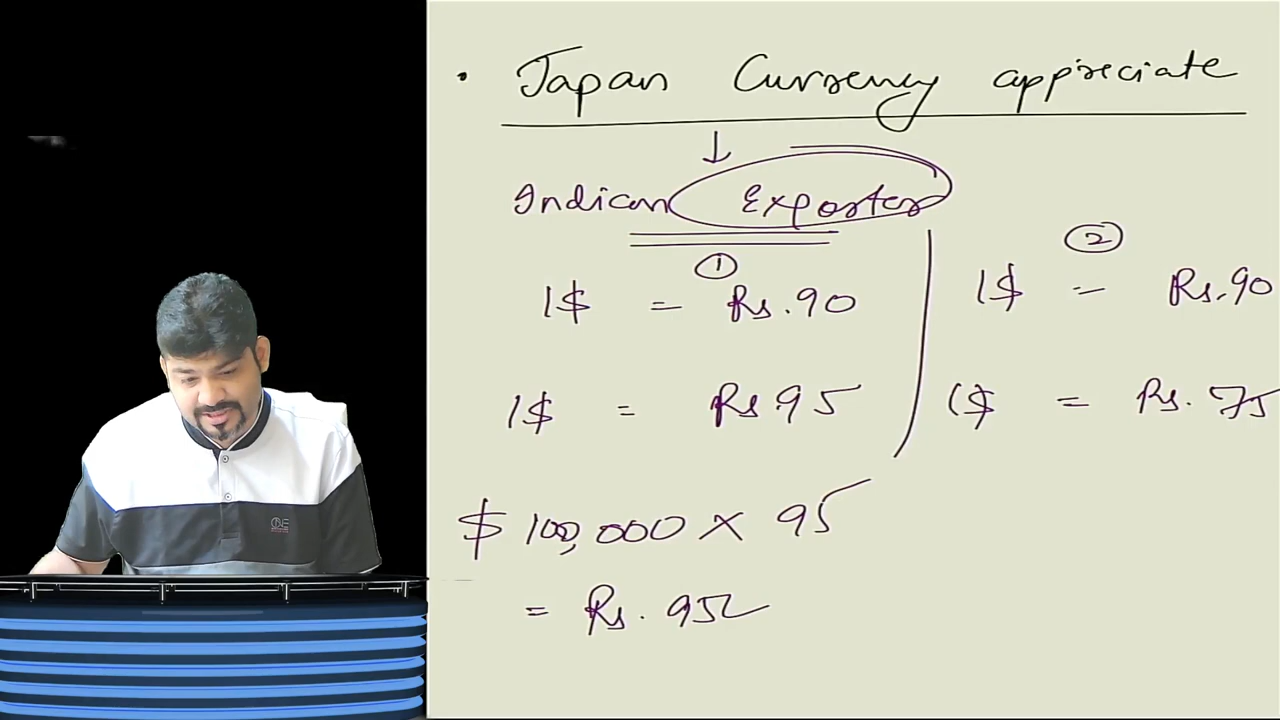 • Japan Currency appreciate
↓
Indian Exporter
①
1$ = Rs.90
1$ = Rs.95
$ 100,000 × 95
= Rs. 95L
②
1$ = Rs.90
1$ = Rs.75